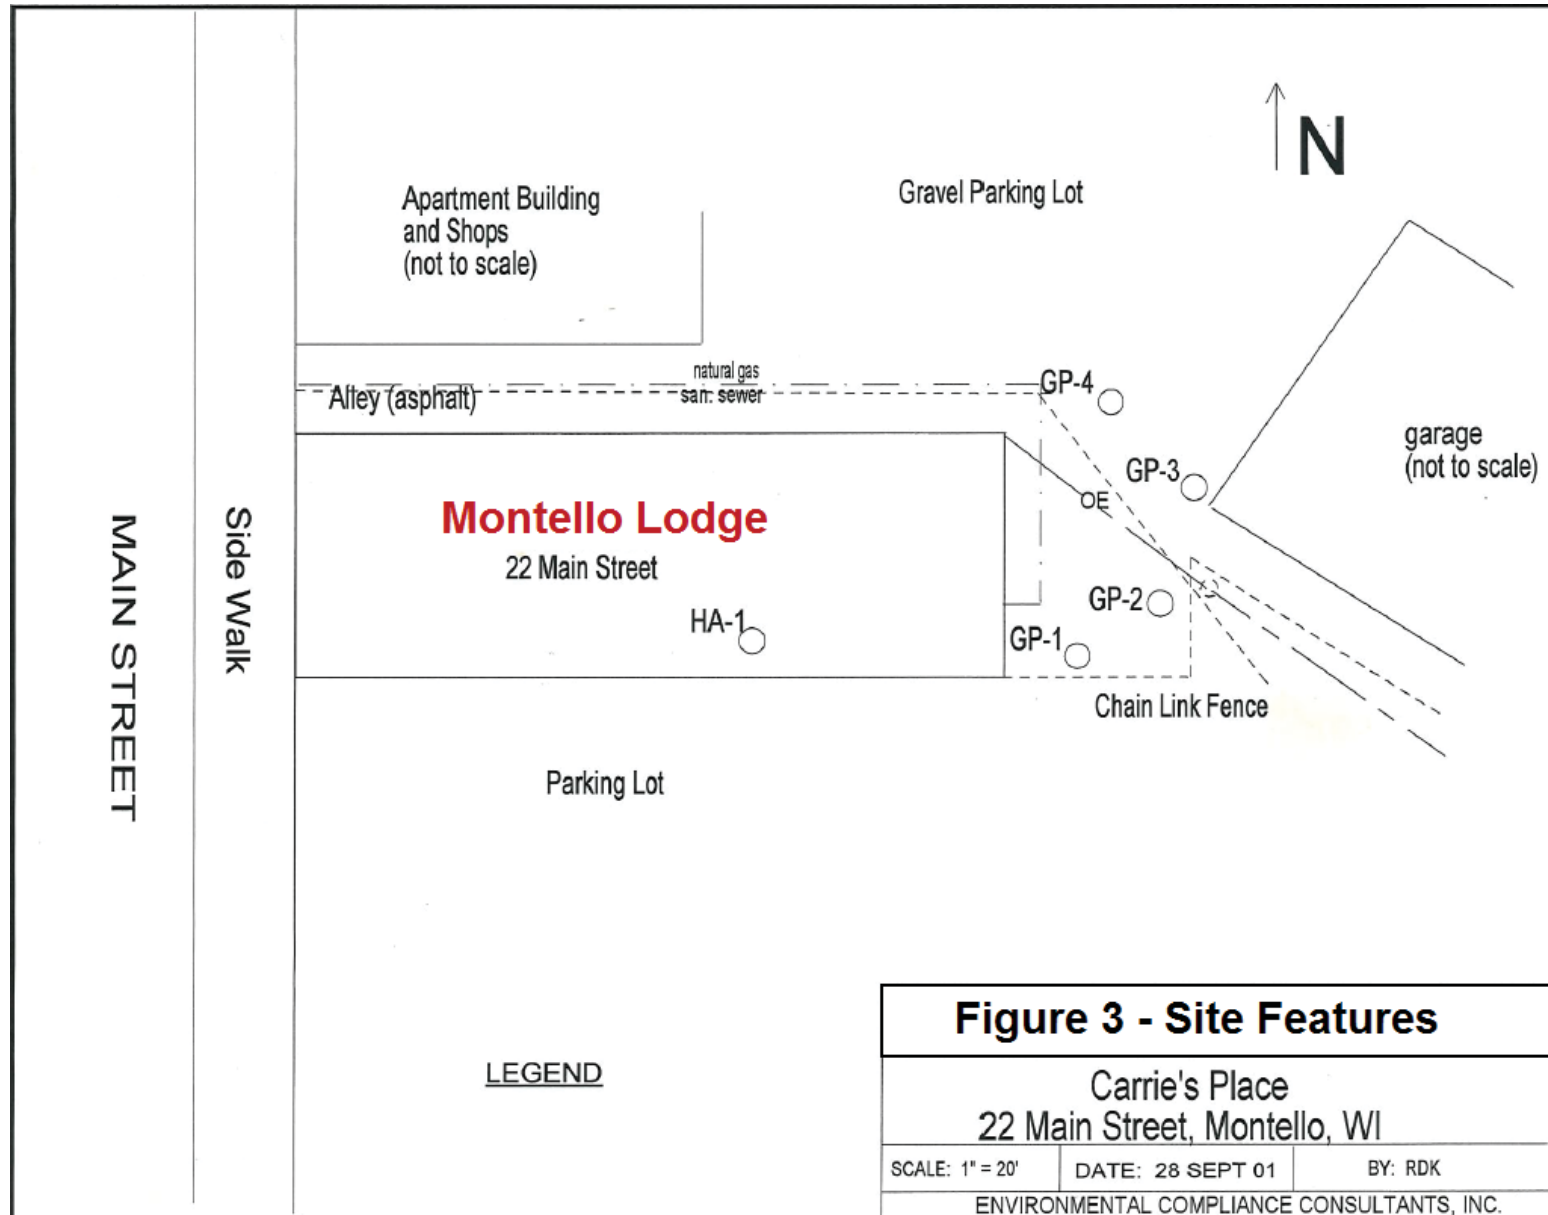 N
Apartment Building
and Shops
(not to scale)
Gravel Parking Lot
natural gas
san. sewer
Alley (asphalt)
GP-4
garage
(not to scale)
GP-3
OE
Montello Lodge
22 Main Street
HA-1
GP-2
GP-1
Chain Link Fence
MAIN STREET
Side Walk
Parking Lot
LEGEND
Figure 3 - Site Features
Carrie's Place
22 Main Street, Montello, WI
SCALE: 1" = 20'
DATE: 28 SEPT 01
BY: RDK
ENVIRONMENTAL COMPLIANCE CONSULTANTS, INC.